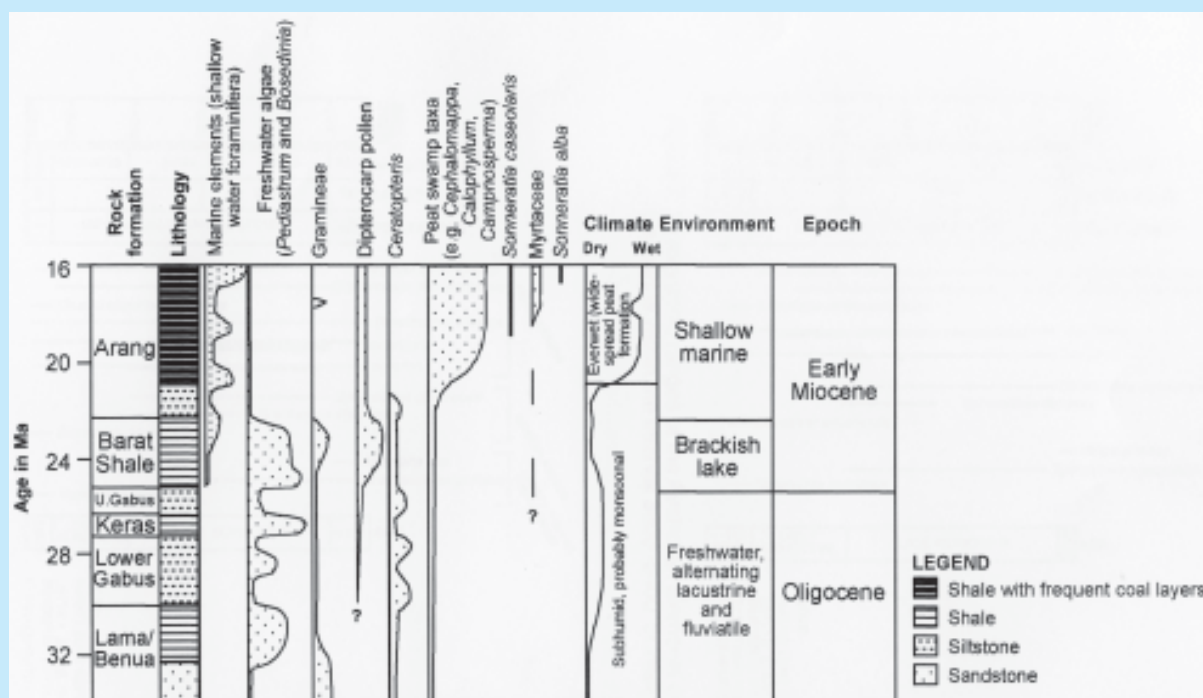 Rock
formation
Lithology
Marine elements (shallow
water foraminifera)
Freshwater algae
(Pediastrum and Bosedinia)
Gramineae
Dipterocarp pollen
Ceratopteris
Peat swamp taxa
(e.g. Cephalomappa,
Calophyllum,
Campnosperma)
Sonneratia caseolaris
Myrtaceae
Sonneratia alba
Climate Environment Epoch
Dry Wet
Age in Ma
16
20
24
28
32
Arang
Barat
Shale
U.Gabus
Keras
Lower
Gabus
Lama/
Benua
?
?
Everwet (wide-
spread peat
formation
Subhumid, probably monsoonal
Shallow
marine
Brackish
lake
Freshwater,
alternating
lacustrine
and
fluviatile
Early
Miocene
Oligocene
LEGEND
Shale with frequent coal layers
Shale
Siltstone
Sandstone